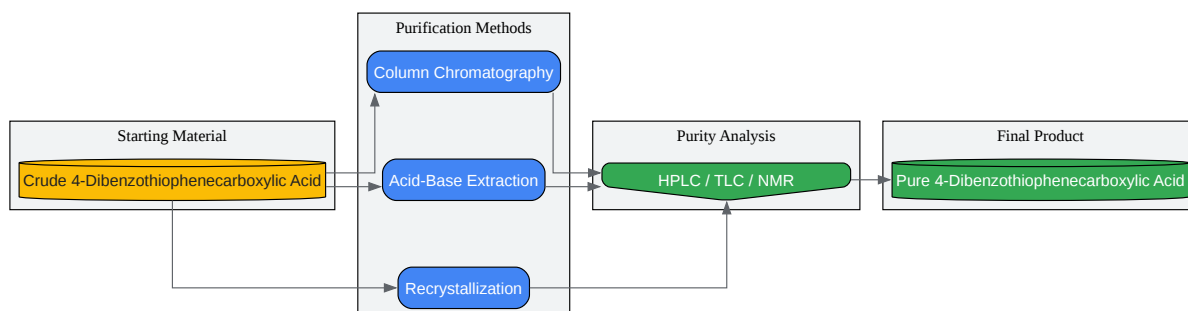 Purification Methods
Column Chromatography
Starting Material
Crude 4-Dibenzothiophenecarboxylic Acid
Acid-Base Extraction
Recrystallization
Purity Analysis
HPLC / TLC / NMR
Final Product
Pure 4-Dibenzothiophenecarboxylic Acid